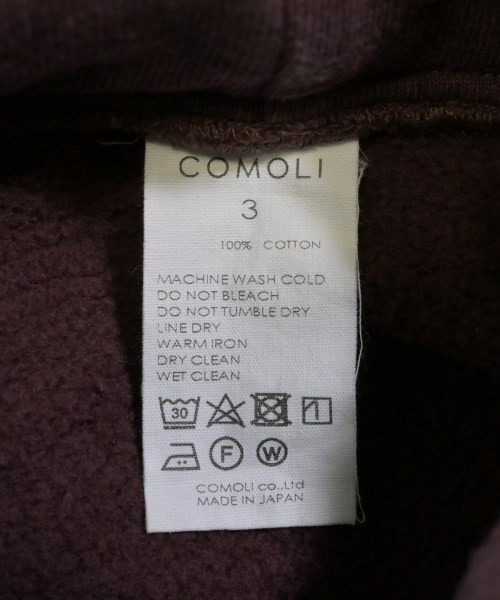 COMOLI
3
100% COTTON
MACHINE WASH COLD
DO NOT BLEACH
DO NOT TUMBLE DRY
LINE DRY
WARM IRON
DRY CLEAN
WET CLEAN
30
F W
COMOLI co.,Ltd
MADE IN JAPAN